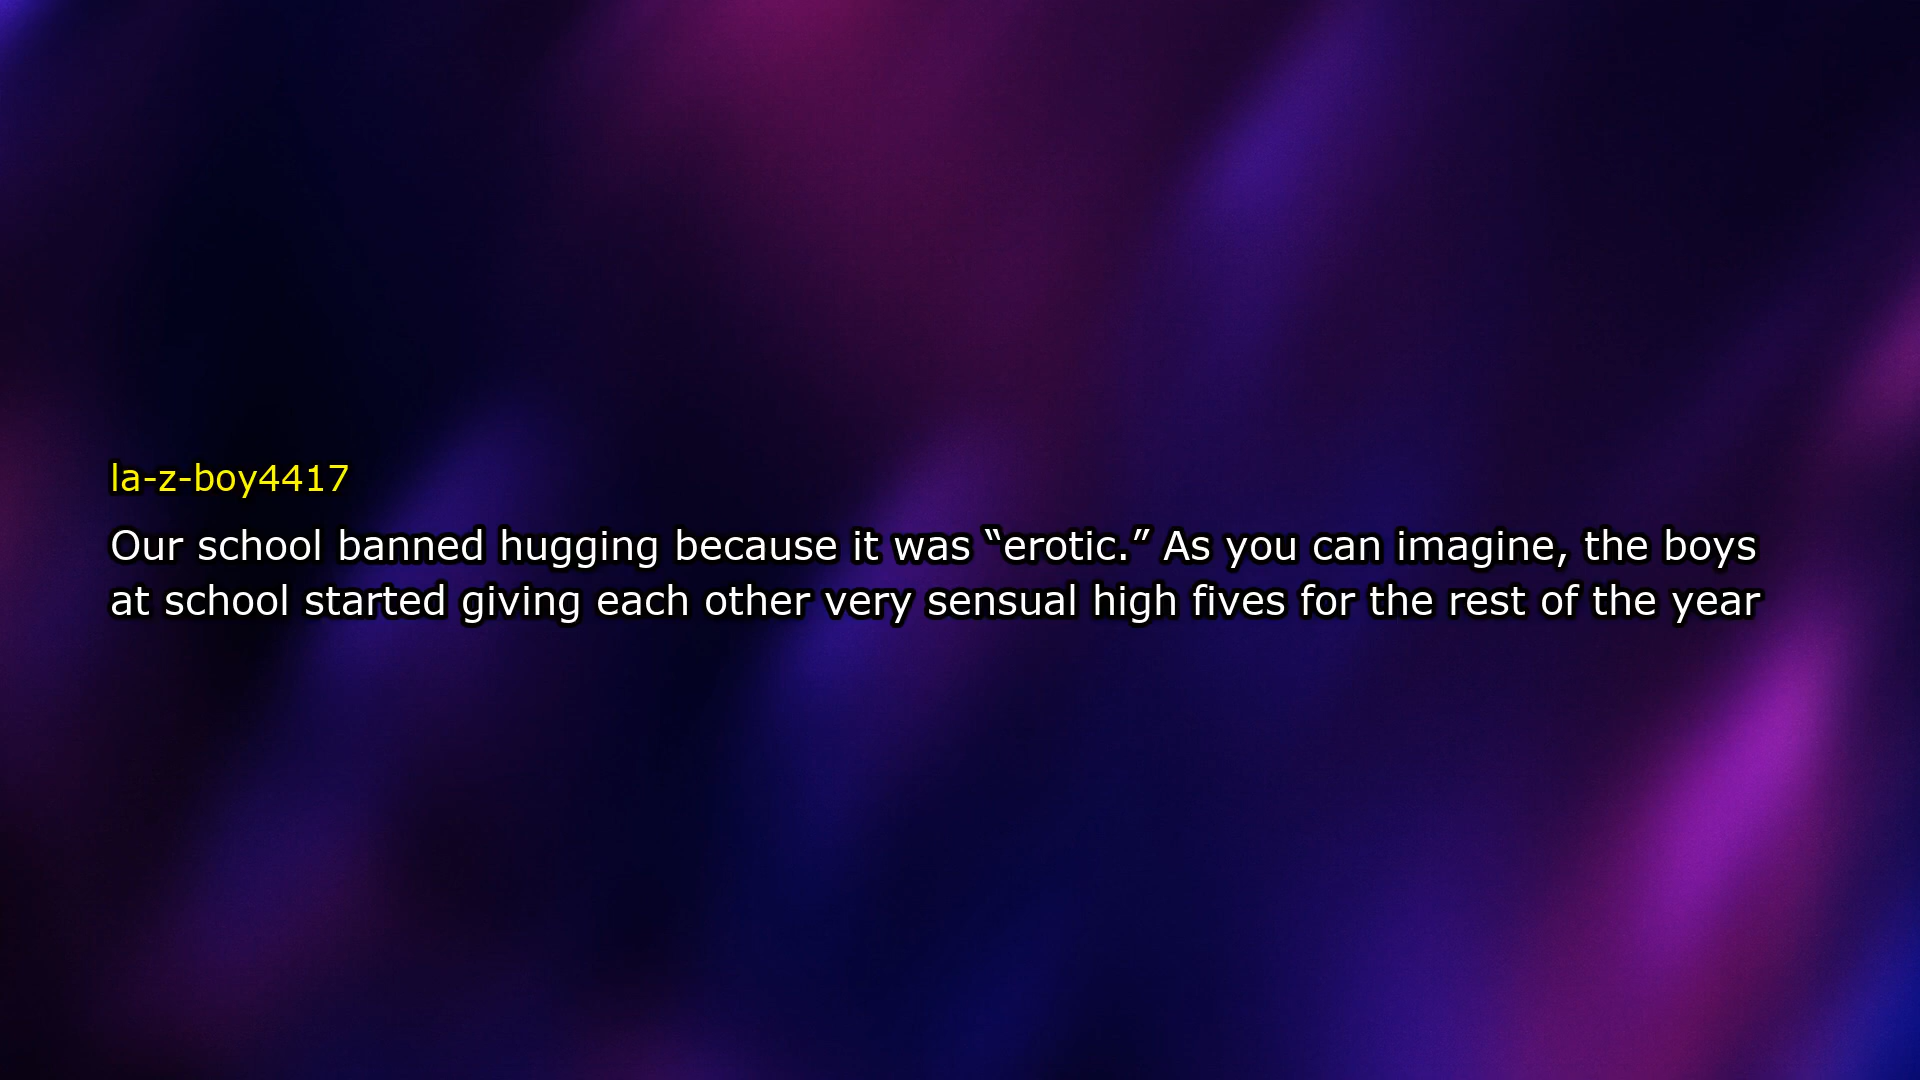 la-z-boy4417
Our school banned hugging because it was “erotic.” As you can imagine, the boys
at school started giving each other very sensual high fives for the rest of the year